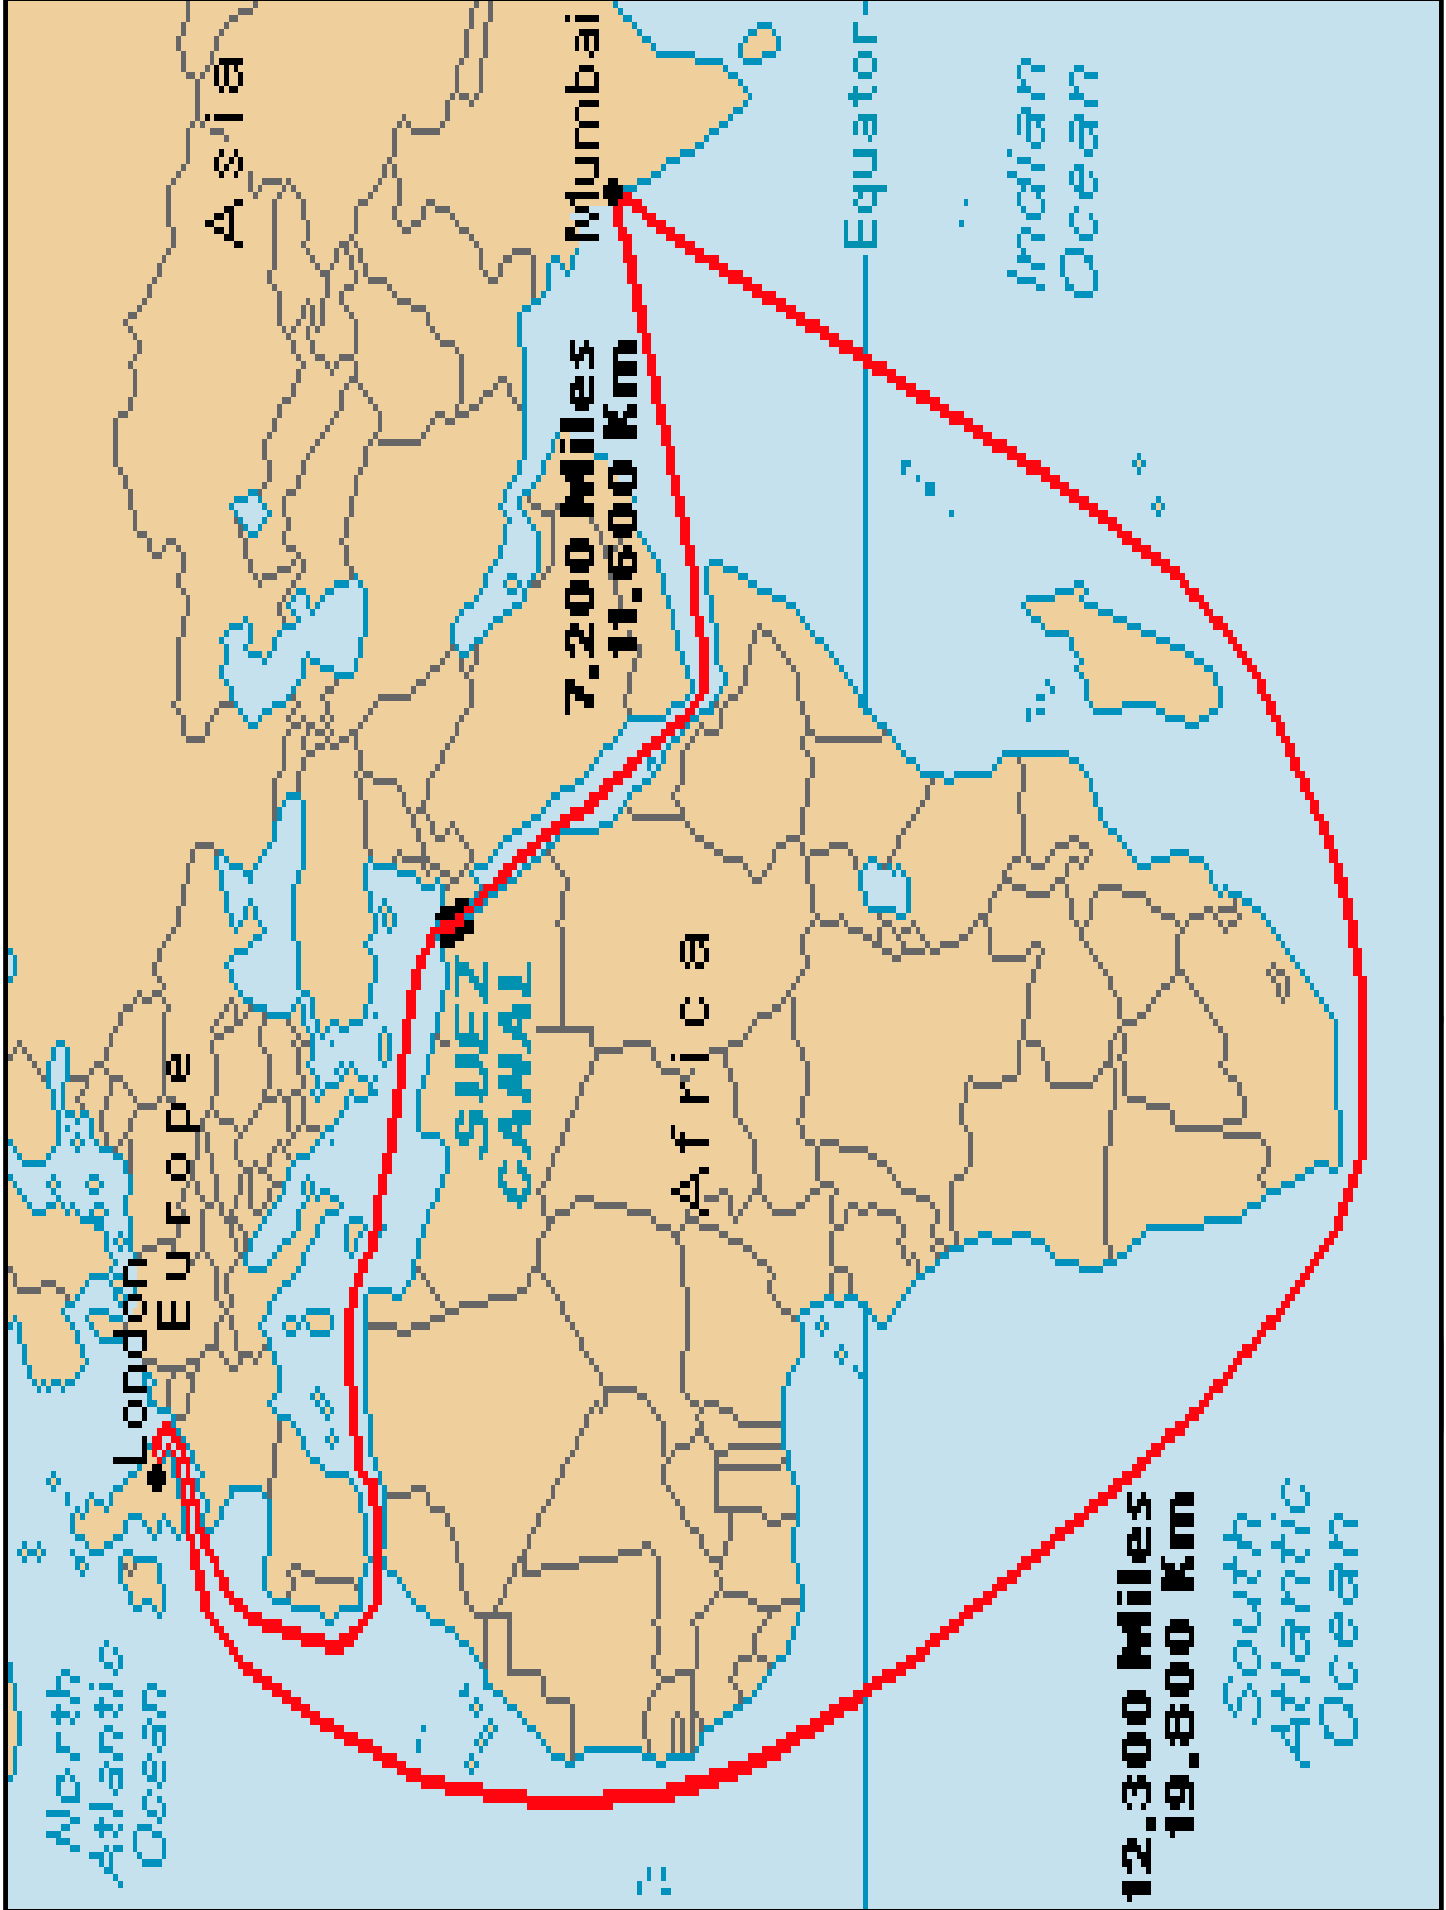 North
Atlantic
Ocean
London
Europe
Asia
SUEZ
CANAL
7.200 Miles
11.600 Km
Mumbai
Africa
Equator
Indian
Ocean
12.300 Miles
19.800 Km
South
Atlantic
Ocean